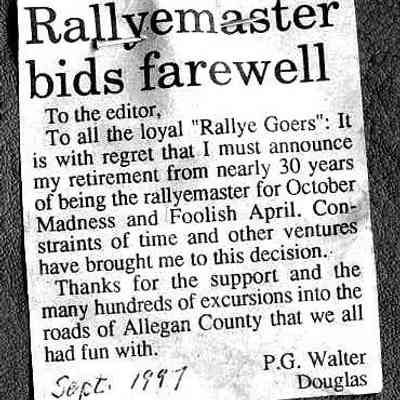 Rallyemaster
bids farewell
To the editor,
To all the loyal "Rallye Goers": It
is with regret that I must announce
my retirement from nearly 30 years
of being the rallyemaster for October
Madness and Foolish April. Con-
straints of time and other ventures
have brought me to this decision.
Thanks for the support and the
many hundreds of excursions into the
roads of Allegan County that we all
had fun with.
P.G. Walter
Douglas
Sept. 1997